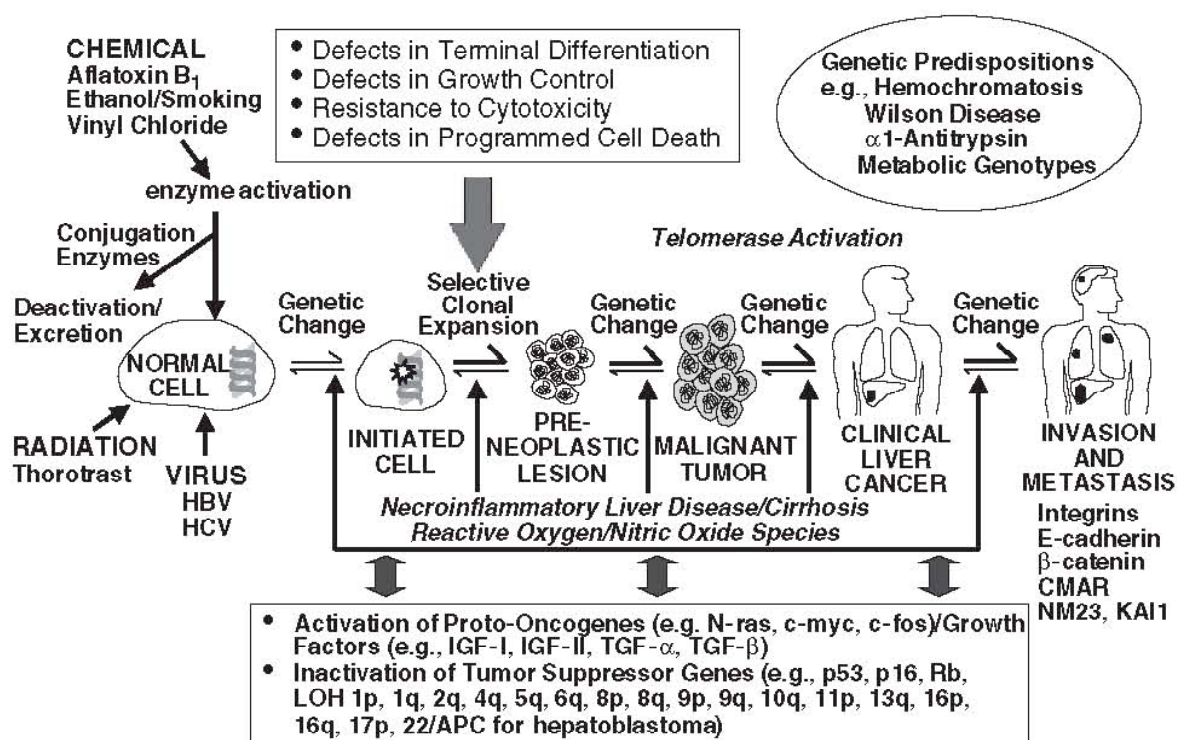 CHEMICAL
Aflatoxin B1
Ethanol/Smoking
Vinyl Chloride
enzyme activation
Conjugation
Enzymes
Deactivation/
Excretion
NORMAL
CELL
RADIATION
Thorotrast
VIRUS
HBV
HCV
• Defects in Terminal Differentiation
• Defects in Growth Control
• Resistance to Cytotoxicity
• Defects in Programmed Cell Death
Genetic Predispositions
e.g., Hemochromatosis
Wilson Disease
α1-Antitrypsin
Metabolic Genotypes
Telomerase Activation
Genetic
Change
Selective
Clonal
Expansion
Genetic
Change
Genetic
Change
Genetic
Change
INITIATED
CELL
PRE-
NEOPLASTIC
LESION
MALIGNANT
TUMOR
CLINICAL
LIVER
CANCER
INVASION
AND
METASTASIS
Integrins
E-cadherin
β-catenin
CMAR
NM23, KAI1
Necroinflammatory Liver Disease/Cirrhosis
Reactive Oxygen/Nitric Oxide Species
• Activation of Proto-Oncogenes (e.g. N-ras, c-myc, c-fos)/Growth
Factors (e.g., IGF-I, IGF-II, TGF-α, TGF-β)
• Inactivation of Tumor Suppressor Genes (e.g., p53, p16, Rb,
LOH 1p, 1q, 2q, 4q, 5q, 6q, 8p, 8q, 9p, 9q, 10q, 11p, 13q, 16p,
16q, 17p, 22/APC for hepatoblastoma)